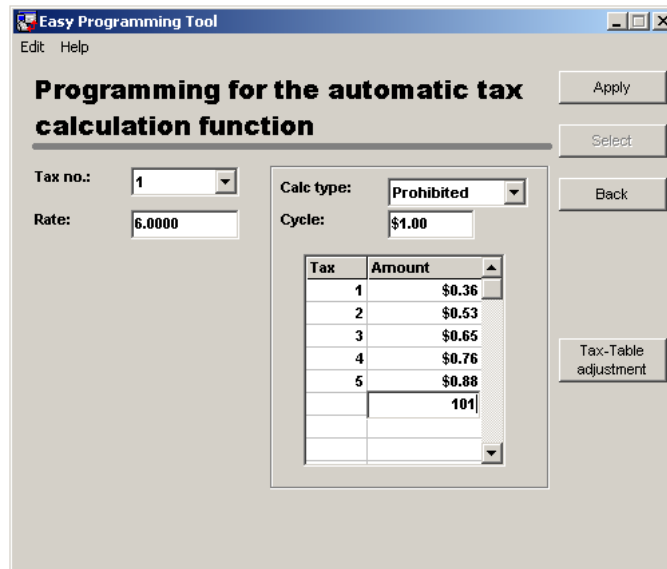 Easy Programming Tool
Edit Help
Programming for the automatic tax
calculation function
Apply
Select
Back
Tax-Table
adjustment
Tax no.: 1
Rate: 6.0000
Calc type: Prohibited
Cycle: $1.00
Tax Amount
1 $0.36
2 $0.53
3 $0.65
4 $0.76
5 $0.88
101